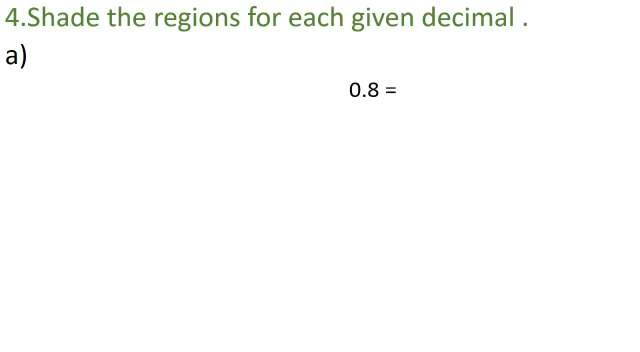 4.Shade the regions for each given decimal .
a)
0.8 =